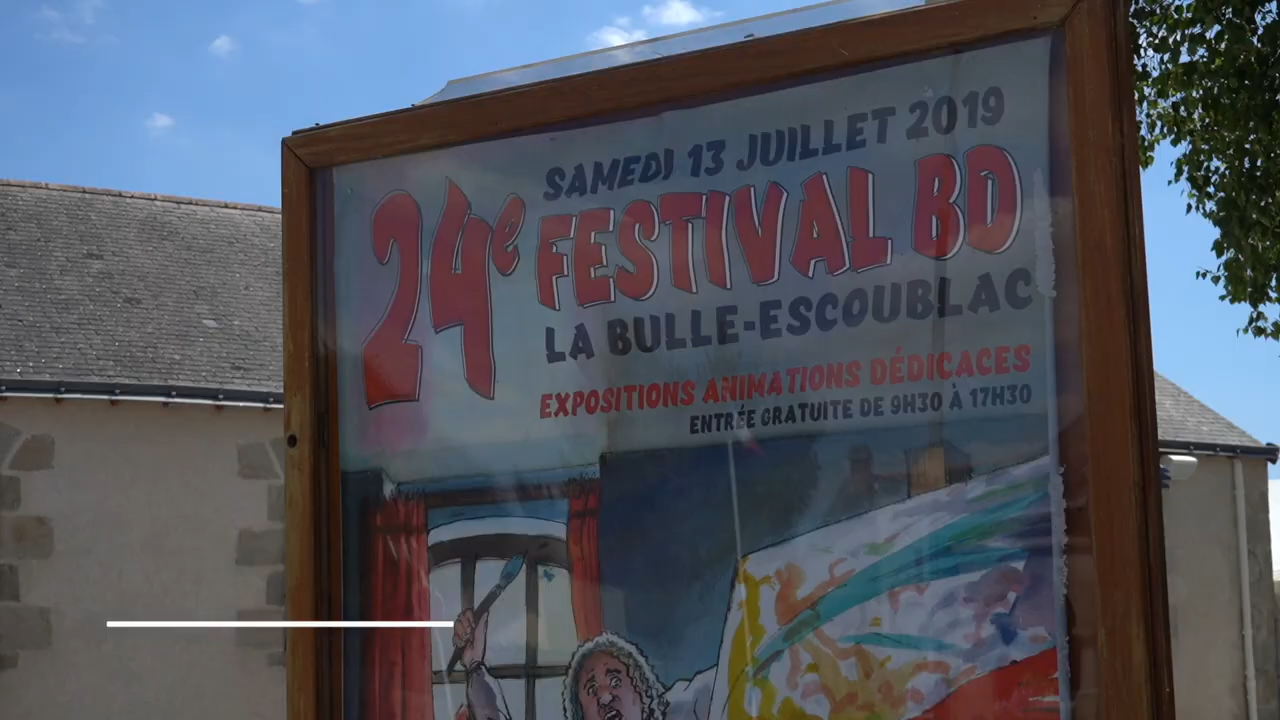 SAMEDI 13 JUILLET 2019
24e FESTIVAL BD
LA BULLE-ESCOUBLAC
EXPOSITIONS ANIMATIONS DÉDICACES
ENTRÉE GRATUITE DE 9H30 À 17H30